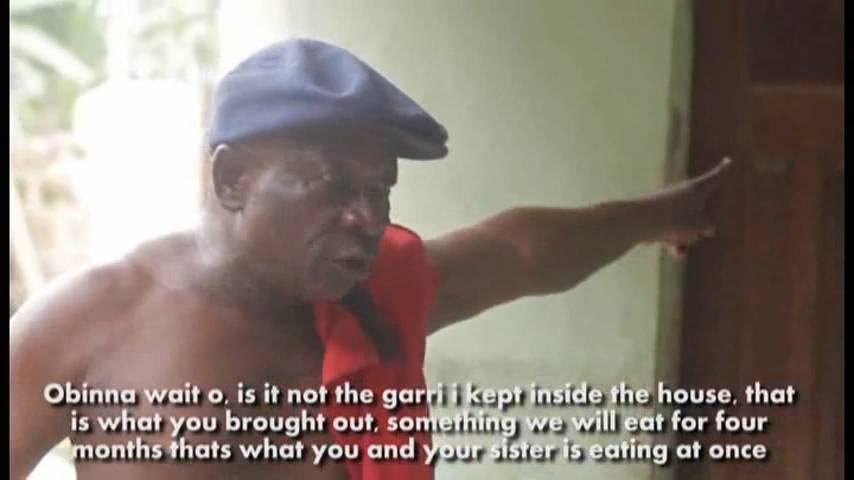 Obinna wait o, is it not the garri i kept inside the house, that
is what you brought out, something we will eat for four
months thats what you and your sister is eating at once